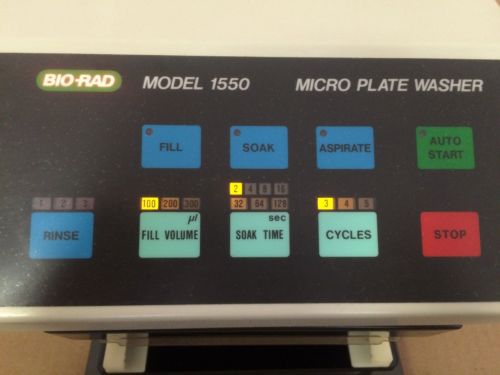 BIO-RAD MODEL 1550 MICRO PLATE WASHER
FILL SOAK ASPIRATE AUTO START
2 4 8 16
1 2 3 100 200 300 32 64 128 3 4 5
µl sec
RINSE FILL VOLUME SOAK TIME CYCLES STOP